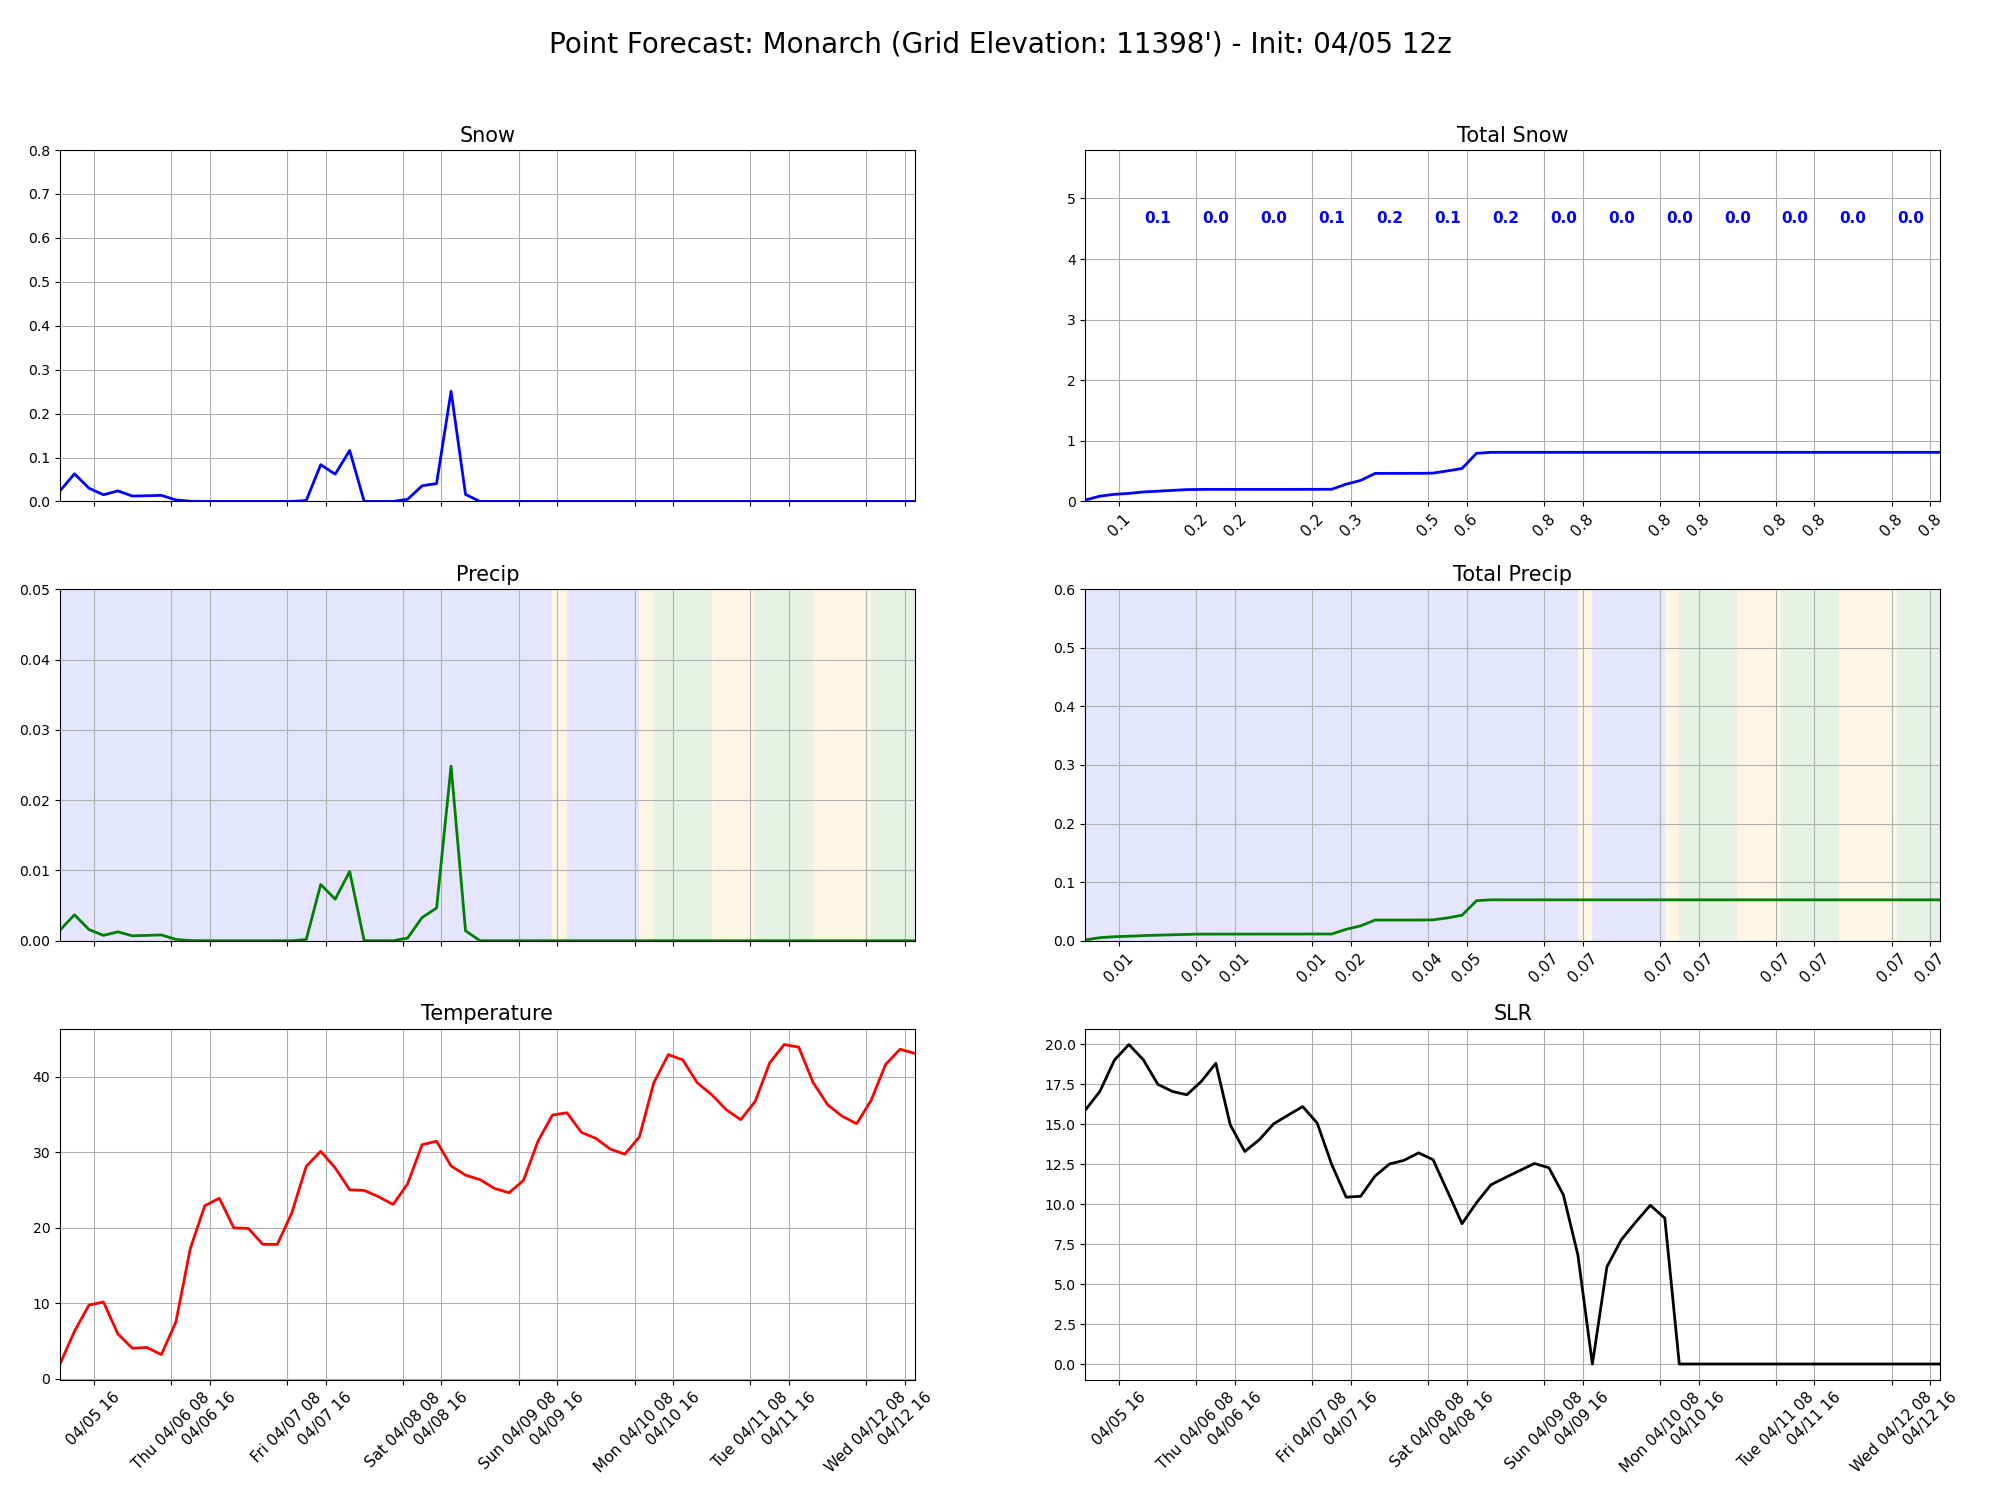 Point Forecast: Monarch (Grid Elevation: 11398') - Init: 04/05 12z
Snow
0.8
0.7
0.6
0.5
0.4
0.3
0.2
0.1
0.0
Total Snow
5
4
3
2
1
0
0.1 0.0 0.0 0.1 0.2 0.1 0.2 0.0 0.0 0.0 0.0 0.0 0.0 0.0
0.1 0.2 0.2 0.2 0.3 0.5 0.6 0.8 0.8 0.8 0.8 0.8 0.8 0.8 0.8
Precip
0.05
0.04
0.03
0.02
0.01
0.00
Total Precip
0.6
0.5
0.4
0.3
0.2
0.1
0.0
0.01 0.01 0.01 0.01 0.02 0.04 0.05 0.07 0.07 0.07 0.07 0.07 0.07 0.07 0.07
Temperature
40
30
20
10
0
04/05 16
Thu 04/06 08
04/06 16
Fri 04/07 08
04/07 16
Sat 04/08 08
04/08 16
Sun 04/09 08
04/09 16
Mon 04/10 08
04/10 16
Tue 04/11 08
04/11 16
Wed 04/12 08
04/12 16
SLR
20.0
17.5
15.0
12.5
10.0
7.5
5.0
2.5
0.0
04/05 16
Thu 04/06 08
04/06 16
Fri 04/07 08
04/07 16
Sat 04/08 08
04/08 16
Sun 04/09 08
04/09 16
Mon 04/10 08
04/10 16
Tue 04/11 08
04/11 16
Wed 04/12 08
04/12 16